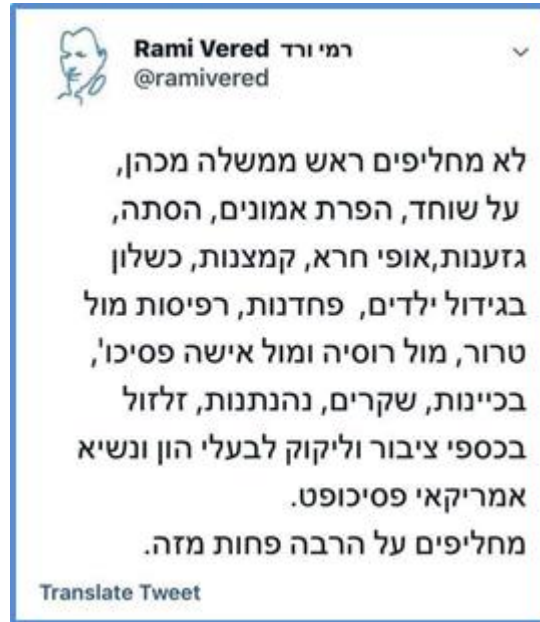 Rami Vered רמי ורד
@ramivered
לא מחליפים ראש ממשלה מכהן,
על שוחד, הפרת אמונים, הסתה,
גזענות,אופי חרא, קמצנות, כשלון
בגידול ילדים, פחדנות, רפיסות מול
טרור, מול רוסיה ומול אישה פסיכו',
בכיינות, שקרים, נהנתנות, זלזול
בכספי ציבור וליקוק לבעלי הון ונשיא
אמריקאי פסיכופט.
מחליפים על הרבה פחות מזה.
Translate Tweet